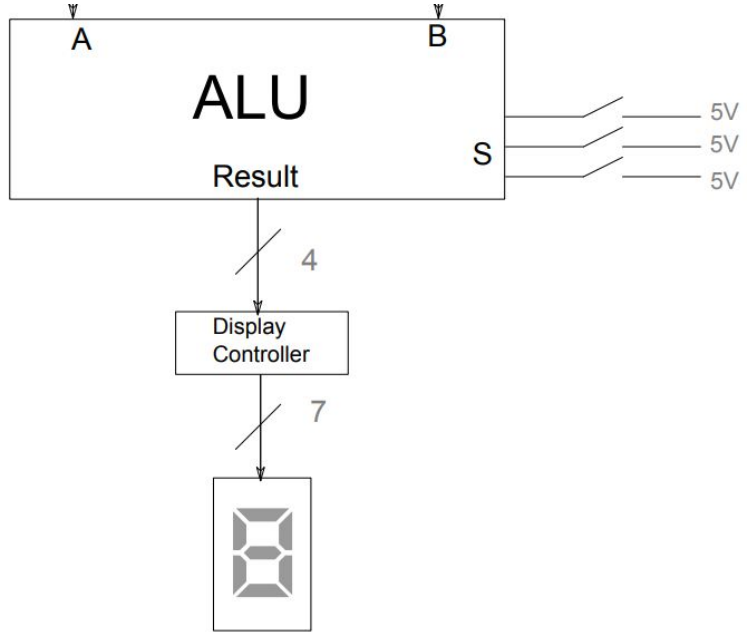 A
B
ALU
5V
5V
S
5V
Result
4
Display
Controller
7